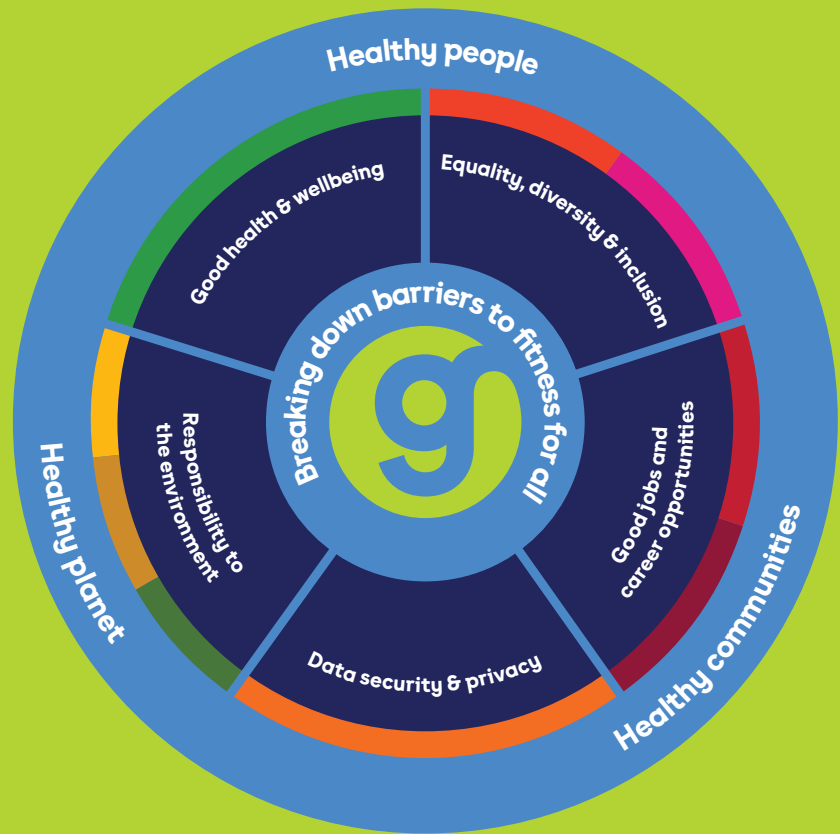 Healthy people
Good health & wellbeing
Equality, diversity & inclusion
Breaking down barriers to fitness for all
g
Responsibility to
the environment
Good jobs and
career opportunities
Data security & privacy
Healthy planet
Healthy communities